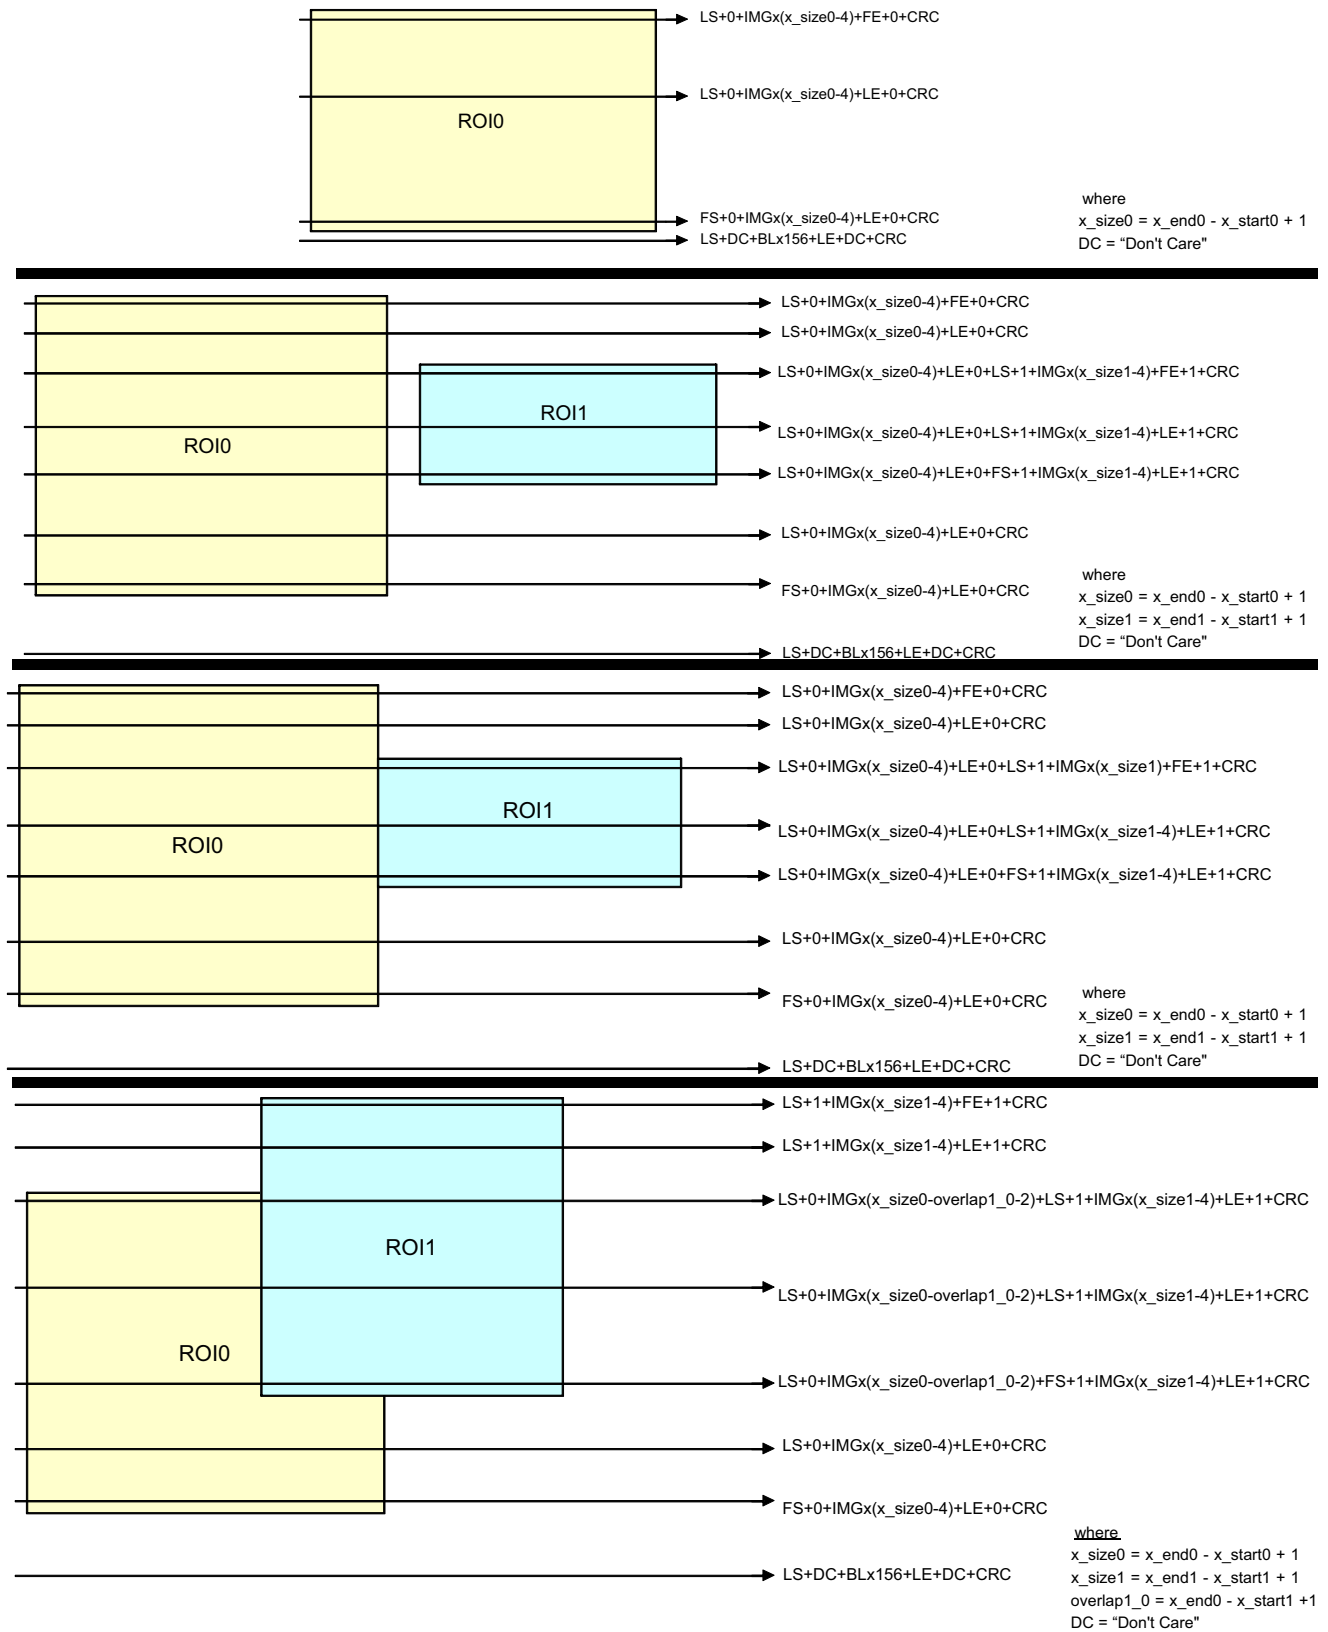 LS+0+IMGx(x_size0-4)+FE+0+CRC
LS+0+IMGx(x_size0-4)+LE+0+CRC
ROI0
FS+0+IMGx(x_size0-4)+LE+0+CRC
LS+DC+BLx156+LE+DC+CRC
where
x_size0 = x_end0 - x_start0 + 1
DC = “Don't Care"
LS+0+IMGx(x_size0-4)+FE+0+CRC
LS+0+IMGx(x_size0-4)+LE+0+CRC
LS+0+IMGx(x_size0-4)+LE+0+LS+1+IMGx(x_size1-4)+FE+1+CRC
ROI1
LS+0+IMGx(x_size0-4)+LE+0+LS+1+IMGx(x_size1-4)+LE+1+CRC
ROI0
LS+0+IMGx(x_size0-4)+LE+0+FS+1+IMGx(x_size1-4)+LE+1+CRC
LS+0+IMGx(x_size0-4)+LE+0+CRC
FS+0+IMGx(x_size0-4)+LE+0+CRC
where
x_size0 = x_end0 - x_start0 + 1
x_size1 = x_end1 - x_start1 + 1
DC = “Don't Care"
LS+DC+BLx156+LE+DC+CRC
LS+0+IMGx(x_size0-4)+FE+0+CRC
LS+0+IMGx(x_size0-4)+LE+0+CRC
LS+0+IMGx(x_size0-4)+LE+0+LS+1+IMGx(x_size1)+FE+1+CRC
ROI1
LS+0+IMGx(x_size0-4)+LE+0+LS+1+IMGx(x_size1-4)+LE+1+CRC
ROI0
LS+0+IMGx(x_size0-4)+LE+0+FS+1+IMGx(x_size1-4)+LE+1+CRC
LS+0+IMGx(x_size0-4)+LE+0+CRC
FS+0+IMGx(x_size0-4)+LE+0+CRC
where
x_size0 = x_end0 - x_start0 + 1
x_size1 = x_end1 - x_start1 + 1
DC = “Don't Care"
LS+DC+BLx156+LE+DC+CRC
LS+1+IMGx(x_size1-4)+FE+1+CRC
LS+1+IMGx(x_size1-4)+LE+1+CRC
LS+0+IMGx(x_size0-overlap1_0-2)+LS+1+IMGx(x_size1-4)+LE+1+CRC
ROI1
LS+0+IMGx(x_size0-overlap1_0-2)+LS+1+IMGx(x_size1-4)+LE+1+CRC
ROI0
LS+0+IMGx(x_size0-overlap1_0-2)+FS+1+IMGx(x_size1-4)+LE+1+CRC
LS+0+IMGx(x_size0-4)+LE+0+CRC
FS+0+IMGx(x_size0-4)+LE+0+CRC
where
x_size0 = x_end0 - x_start0 + 1
x_size1 = x_end1 - x_start1 + 1
overlap1_0 = x_end0 - x_start1 +1
DC = “Don't Care"
LS+DC+BLx156+LE+DC+CRC